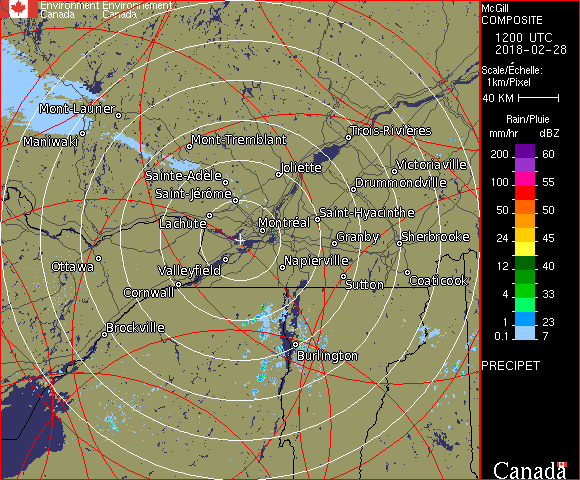 Environment Environnement
Canada Canada
McGill
COMPOSITE
1200 UTC
2018-02-28
Scale/Échelle:
1km/Pixel
40 KM
Rain/Pluie
mm/hr dBZ
200 60
150 57
100 55
50 50
24 45
12 40
4 33
1 23
0.1 7
PRECIPET
Canada
Mont-Laurier
Maniwaki
Mont-Tremblant
Trois-Rivières
Sainte-Adèle
Joliette
Victoriaville
Saint-Jérôme
Drummondville
Lachute
Montréal
Saint-Hyacinthe
Granby
Sherbrooke
Ottawa
Valleyfield
Napierville
Cornwall
Sutton
Coaticook
Brockville
Burlington